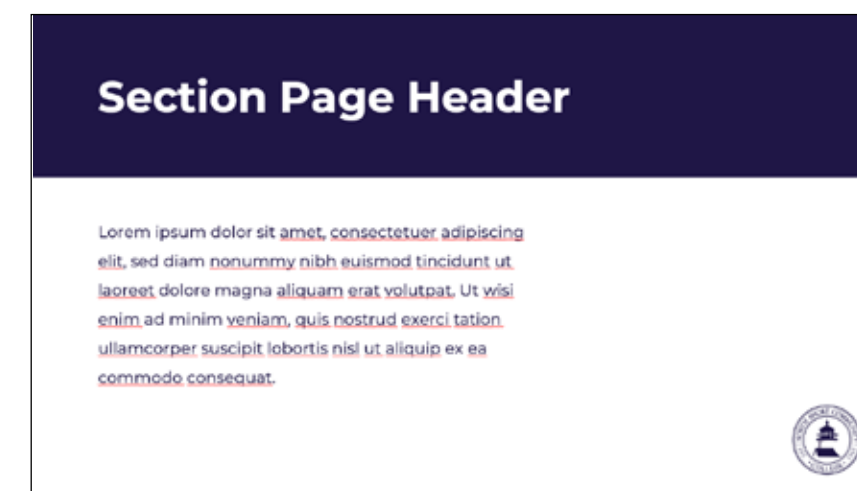 Section Page Header
Lorem ipsum dolor sit amet, consectetuer adipiscing
elit, sed diam nonummy nibh euismod tincidunt ut
laoreet dolore magna aliquam erat volutpat. Ut wisi
enim ad minim veniam, quis nostrud exerci tation
ullamcorper suscipit lobortis nisl ut aliquip ex ea
commodo consequat.